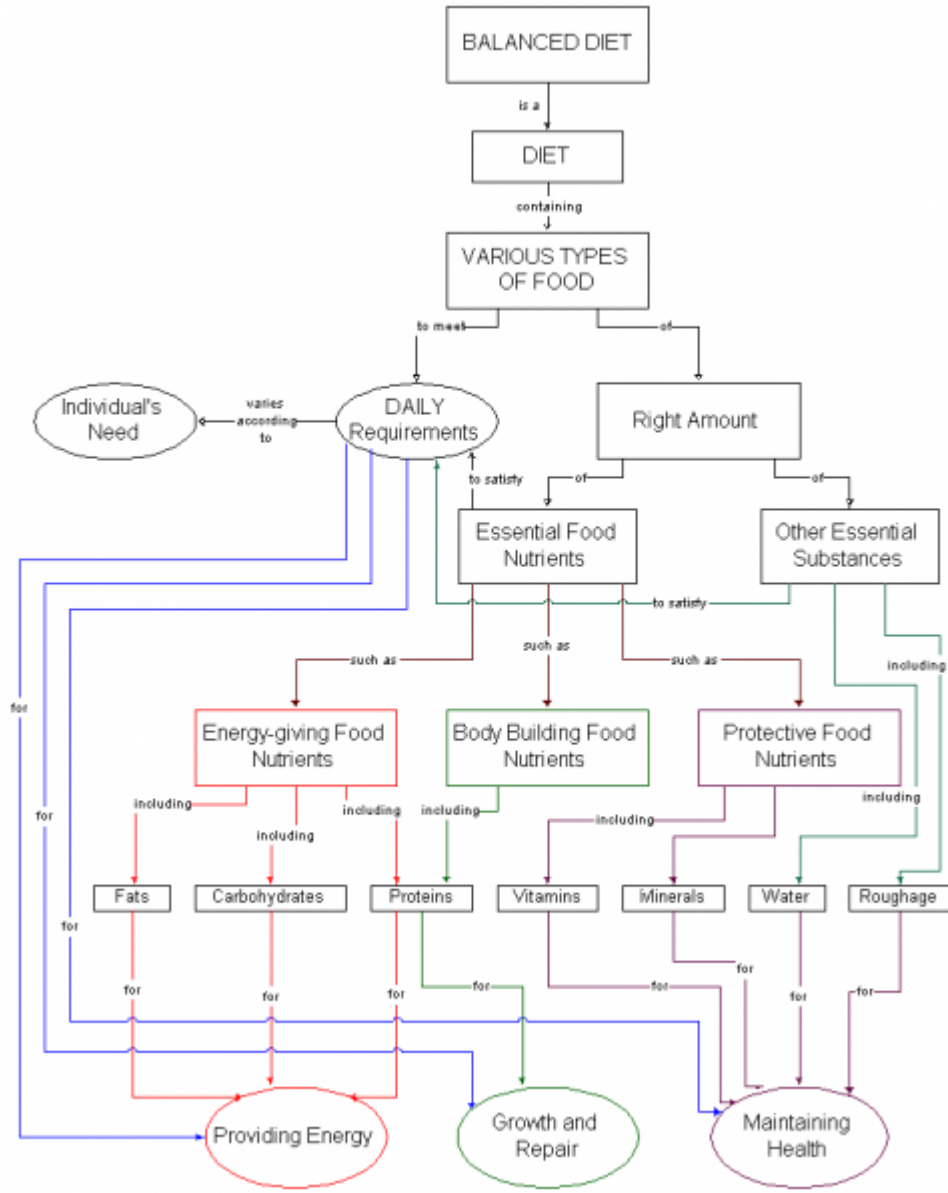 BALANCED DIET
is a
DIET
containing
VARIOUS TYPES
OF FOOD
to meet
of
Individual's
Need
varies
according
to
DAILY
Requirements
Right Amount
to satisfy
of
of
Essential Food
Nutrients
Other Essential
Substances
to satisfy
such as
such as
such as
including
for
Energy-giving Food
Nutrients
Body Building Food
Nutrients
Protective Food
Nutrients
including
including
including
including
including
including
for
Fats
Carbohydrates
Proteins
Vitamins
Minerals
Water
Roughage
for
for
for
for
for
for
for
for
for
Providing Energy
Growth and
Repair
Maintaining
Health